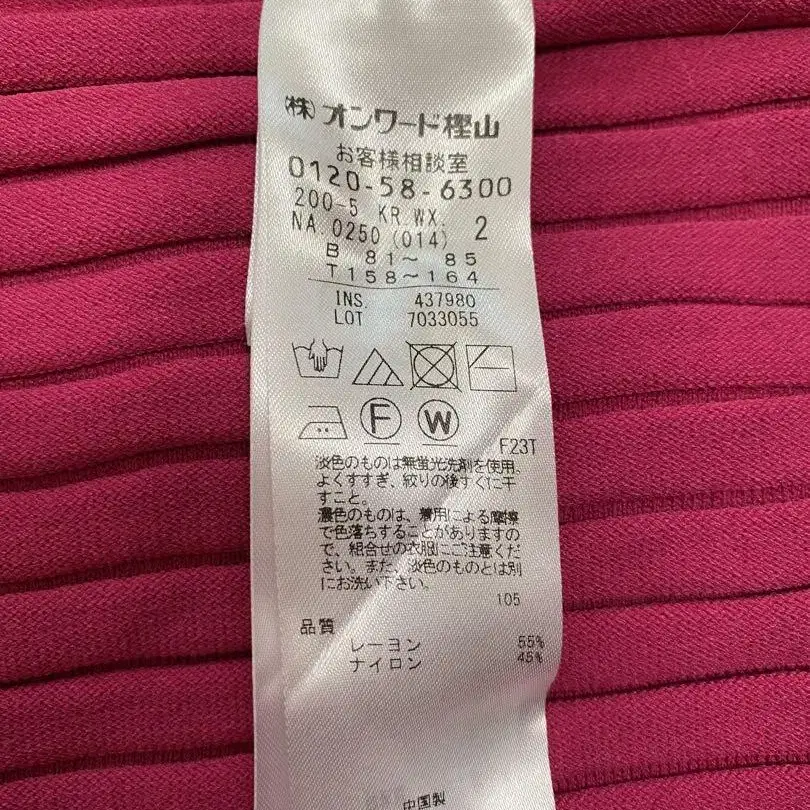 (株)オンワード樫山
お客様相談室
0120-58-6300
200-5 KR WX. 2
NA.0250 (014)
B 81〜 85
T158〜164
INS. 437980
LOT 7033055
F W
F23T
淡色のものは無蛍光洗剤を使用。
よくすすぎ、絞りの後すぐに干
すこと。
濃色のものは、着用による摩擦
で色落ちすることがありますの
で、組合せの衣服にご注意くだ
さい。また、淡色のものとは別
にお洗い下さい。
105
品質
レーヨン 55%
ナイロン 45%
中国製